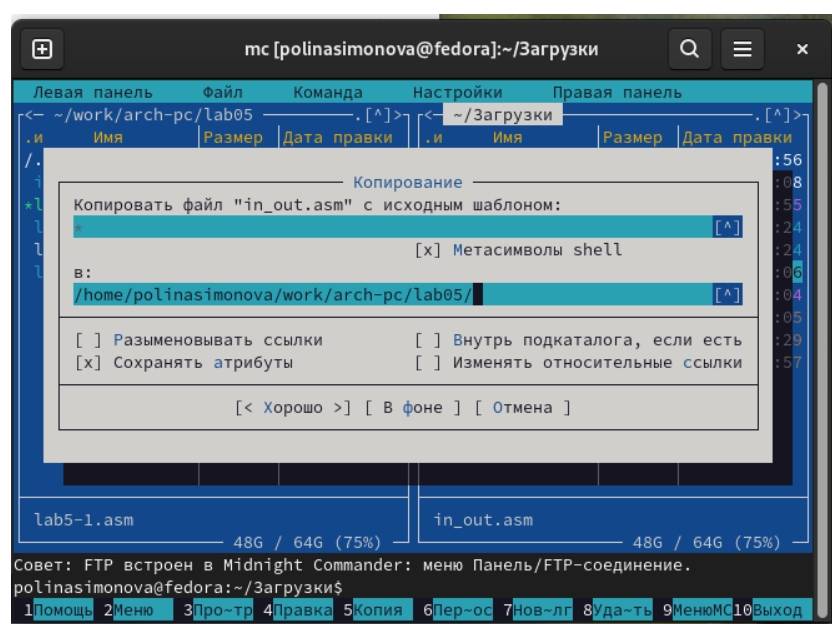 mc [polinasimonova@fedora]:~/Загрузки
Левая панель Файл Команда Настройки Правая панель
<— ~/work/arch-pc/lab05 .[^]> <— ~/Загрузки .[^]>
.и Имя Размер Дата правки .и Имя Размер Дата правки
/. :56
Копирование
Копировать файл "in_out.asm" с исходным шаблоном:
* [^]
[x] Метасимволы shell
в:
/home/polinasimonova/work/arch-pc/lab05/ [^]
[ ] Разыменовывать ссылки [ ] Внутрь подкаталога, если есть
[x] Сохранять атрибуты [ ] Изменять относительные ссылки
[< Хорошо >] [ В фоне ] [ Отмена ]
lab5-1.asm in_out.asm
48G / 64G (75%) 48G / 64G (75%)
Совет: FTP встроен в Midnight Commander: меню Панель/FTP-соединение.
polinasimonova@fedora:~/Загрузки$
1Помощь 2Меню 3Про~тр 4Правка 5Копия 6Пер~ос 7Нов~лг 8Уда~ть 9МенюMC 10Выход